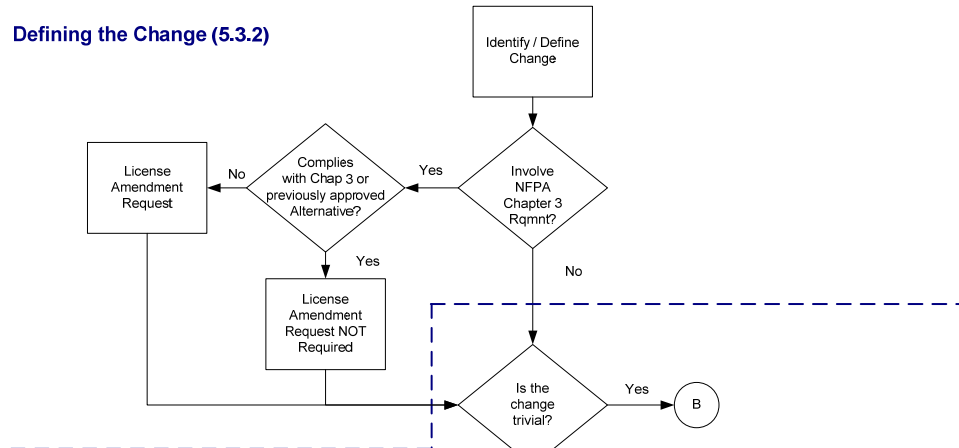 Defining the Change (5.3.2)
Identify / Define
Change
Involve
NFPA
Chapter 3
Rqmnt?
Yes
Complies
with Chap 3 or
previously approved
Alternative?
No
License
Amendment
Request
Yes
License
Amendment
Request NOT
Required
No
Is the
change
trivial?
Yes
B